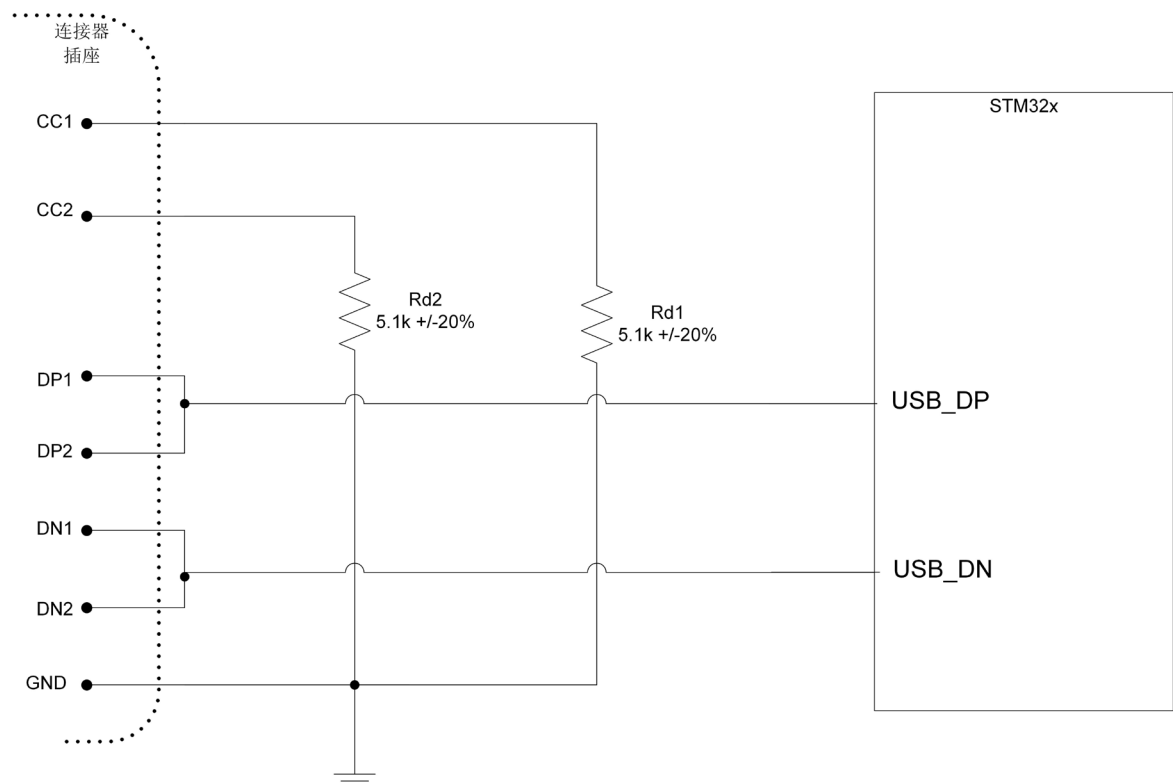 连接器
插座
STM32x
CC1
CC2
Rd2
5.1k +/-20%
Rd1
5.1k +/-20%
DP1
USB_DP
DP2
DN1
USB_DN
DN2
GND